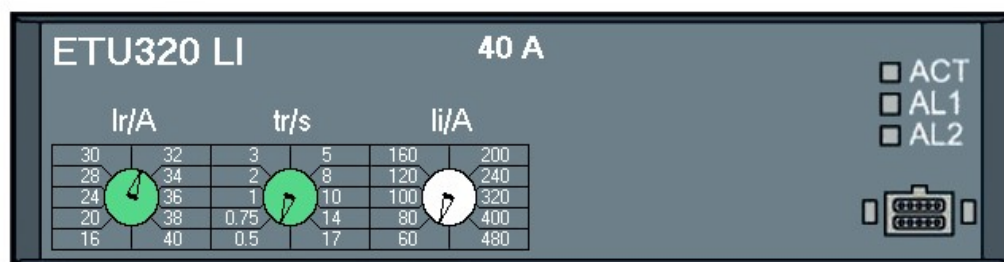 ETU320 LI 40 A
ACT
AL1
AL2
Ir/A tr/s Ii/A
30 32 3 5 160 200
28 34 2 8 120 240
24 36 1 10 100 320
20 38 0.75 14 80 400
16 40 0.5 17 60 480